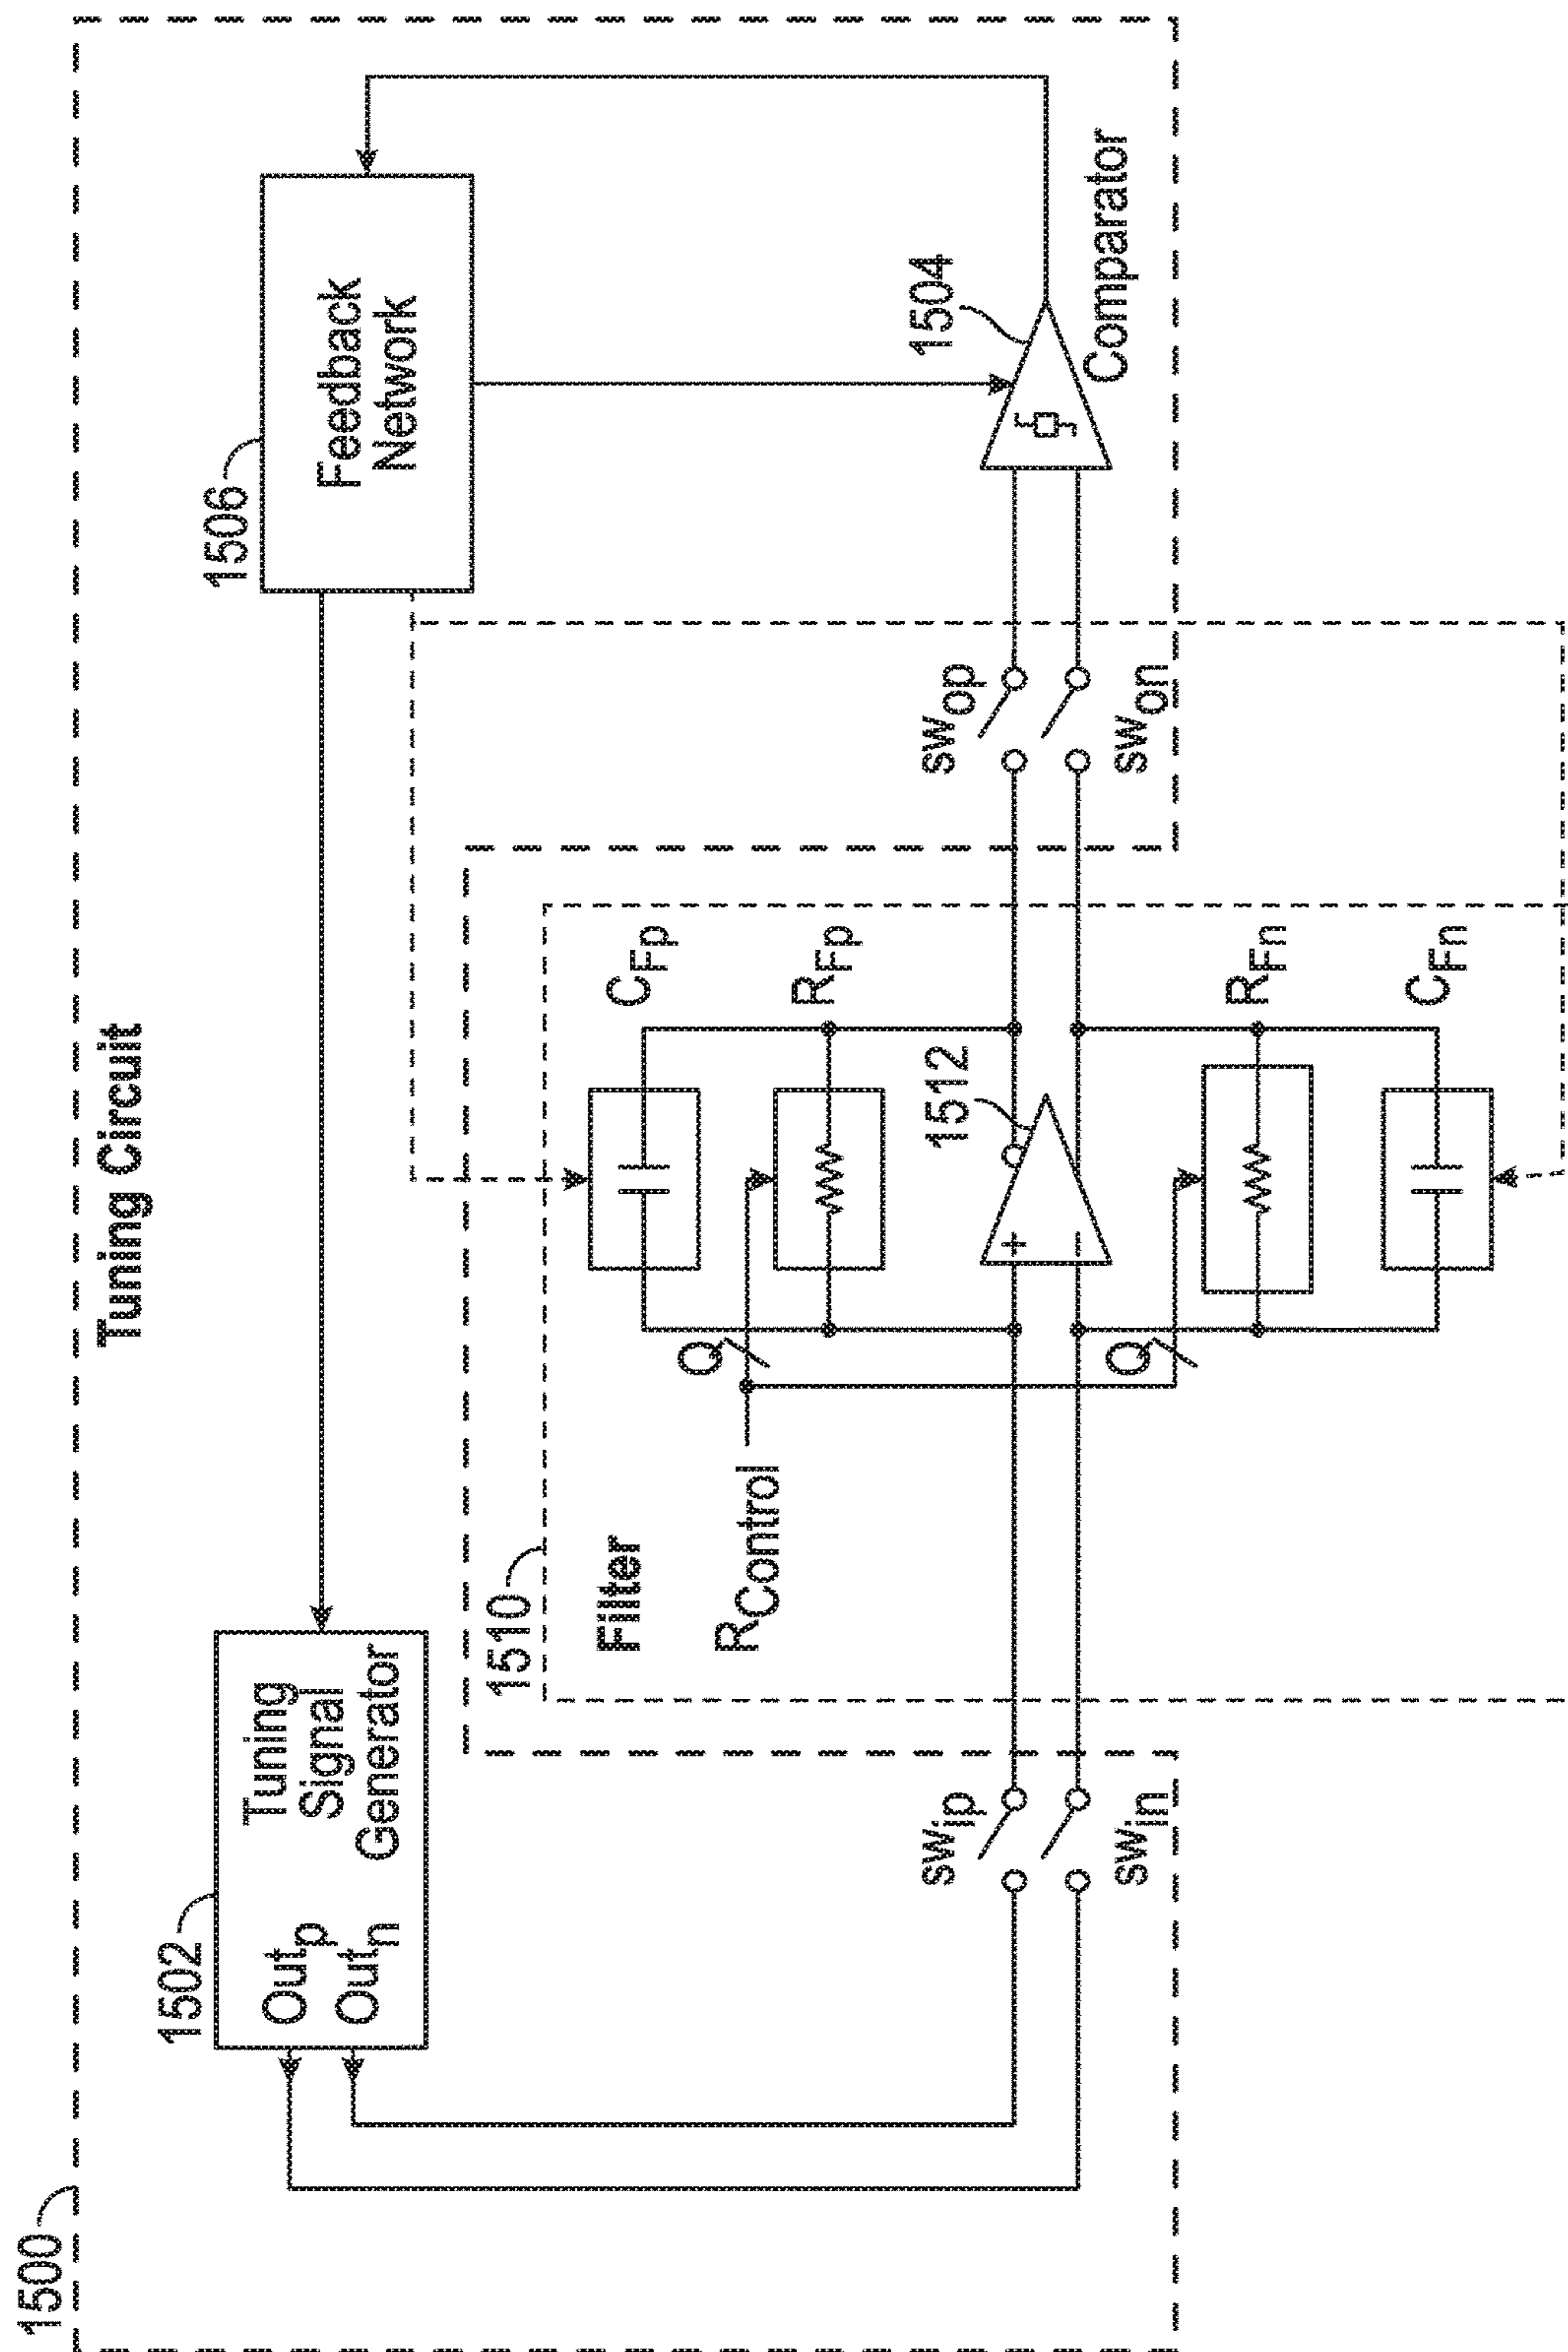 1500
Tuning Circuit
1502
Tuning
Signal
Generator
Outp
Outn
1506
Feedback
Network
1510
Filter
RControl
Q
Q
CFp
RFp
1512
+
−
RFn
CFn
swip
swin
swop
swon
1504
Comparator